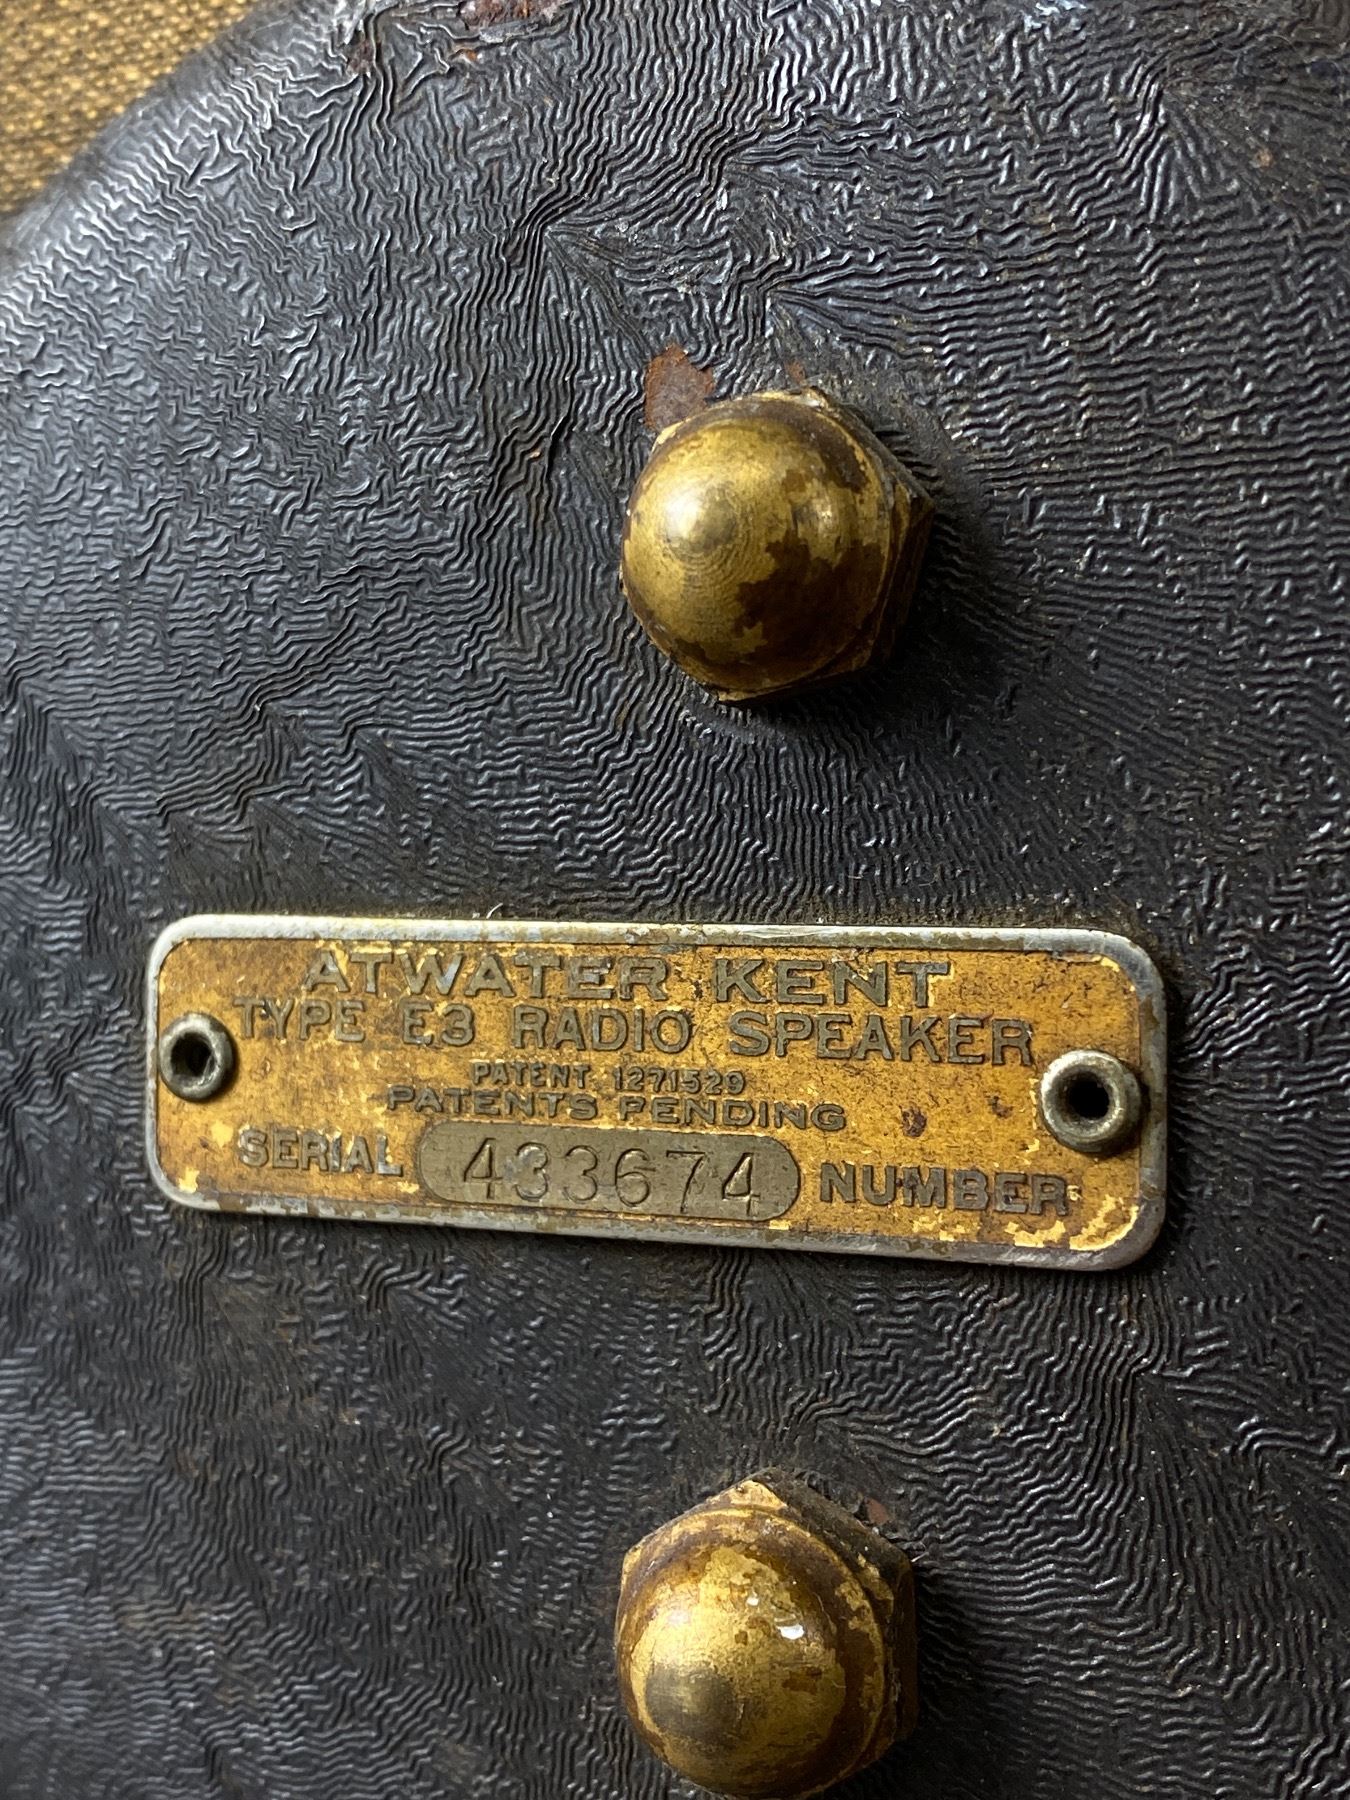 ATWATER KENT
TYPE E3 RADIO SPEAKER
PATENT 1271529
PATENTS PENDING
SERIAL 433674 NUMBER